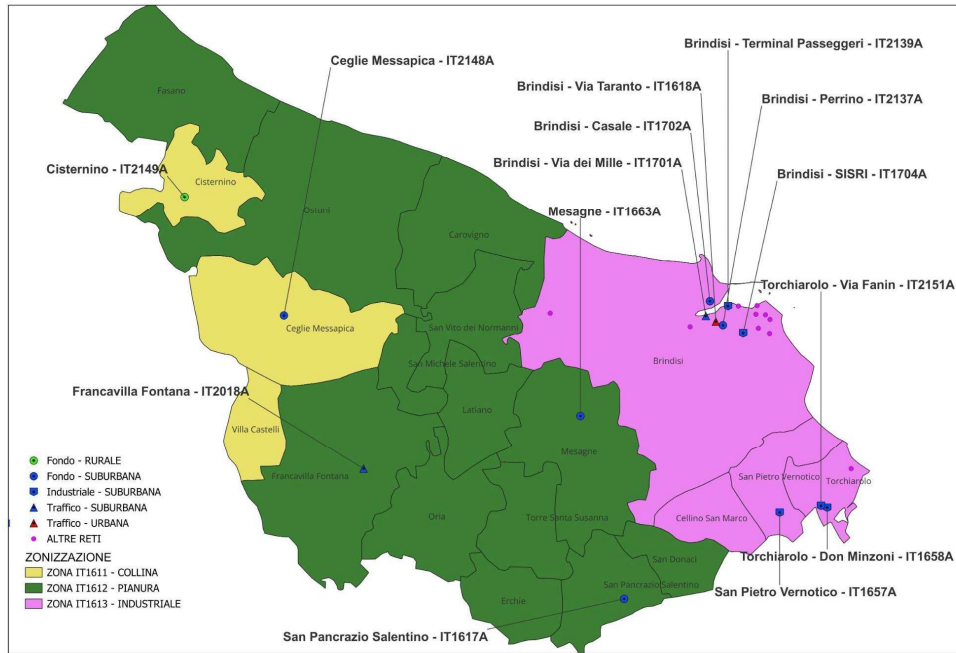 Brindisi - Terminal Passeggeri - IT2139A
Ceglie Messapica - IT2148A
Brindisi - Via Taranto - IT1618A
Brindisi - Perrino - IT2137A
Fasano
Brindisi - Casale - IT1702A
Brindisi - Via dei Mille - IT1701A
Cisternino - IT2149A
Cisternino
Brindisi - SISRI - IT1704A
Ostuni
Mesagne - IT1663A
Carovigno
Torchiarolo - Via Fanin - IT2151A
Ceglie Messapica
San Vito dei Normanni
San Michele Salentino
Brindisi
Francavilla Fontana - IT2018A
Latiano
Villa Castelli
Mesagne
Fondo - RURALE
Francavilla Fontana
San Pietro Vernotico
Torchiarolo
Fondo - SUBURBANA
Industriale - SUBURBANA
Traffico - SUBURBANA
Oria
Torre Santa Susanna
Cellino San Marco
Traffico - URBANA
ALTRE RETI
ZONIZZAZIONE
San Donaci
Torchiarolo - Don Minzoni - IT1658A
ZONA IT1611 - COLLINA
ZONA IT1612 - PIANURA
San Pancrazio Salentino
San Pietro Vernotico - IT1657A
ZONA IT1613 - INDUSTRIALE
Erchie
San Pancrazio Salentino - IT1617A